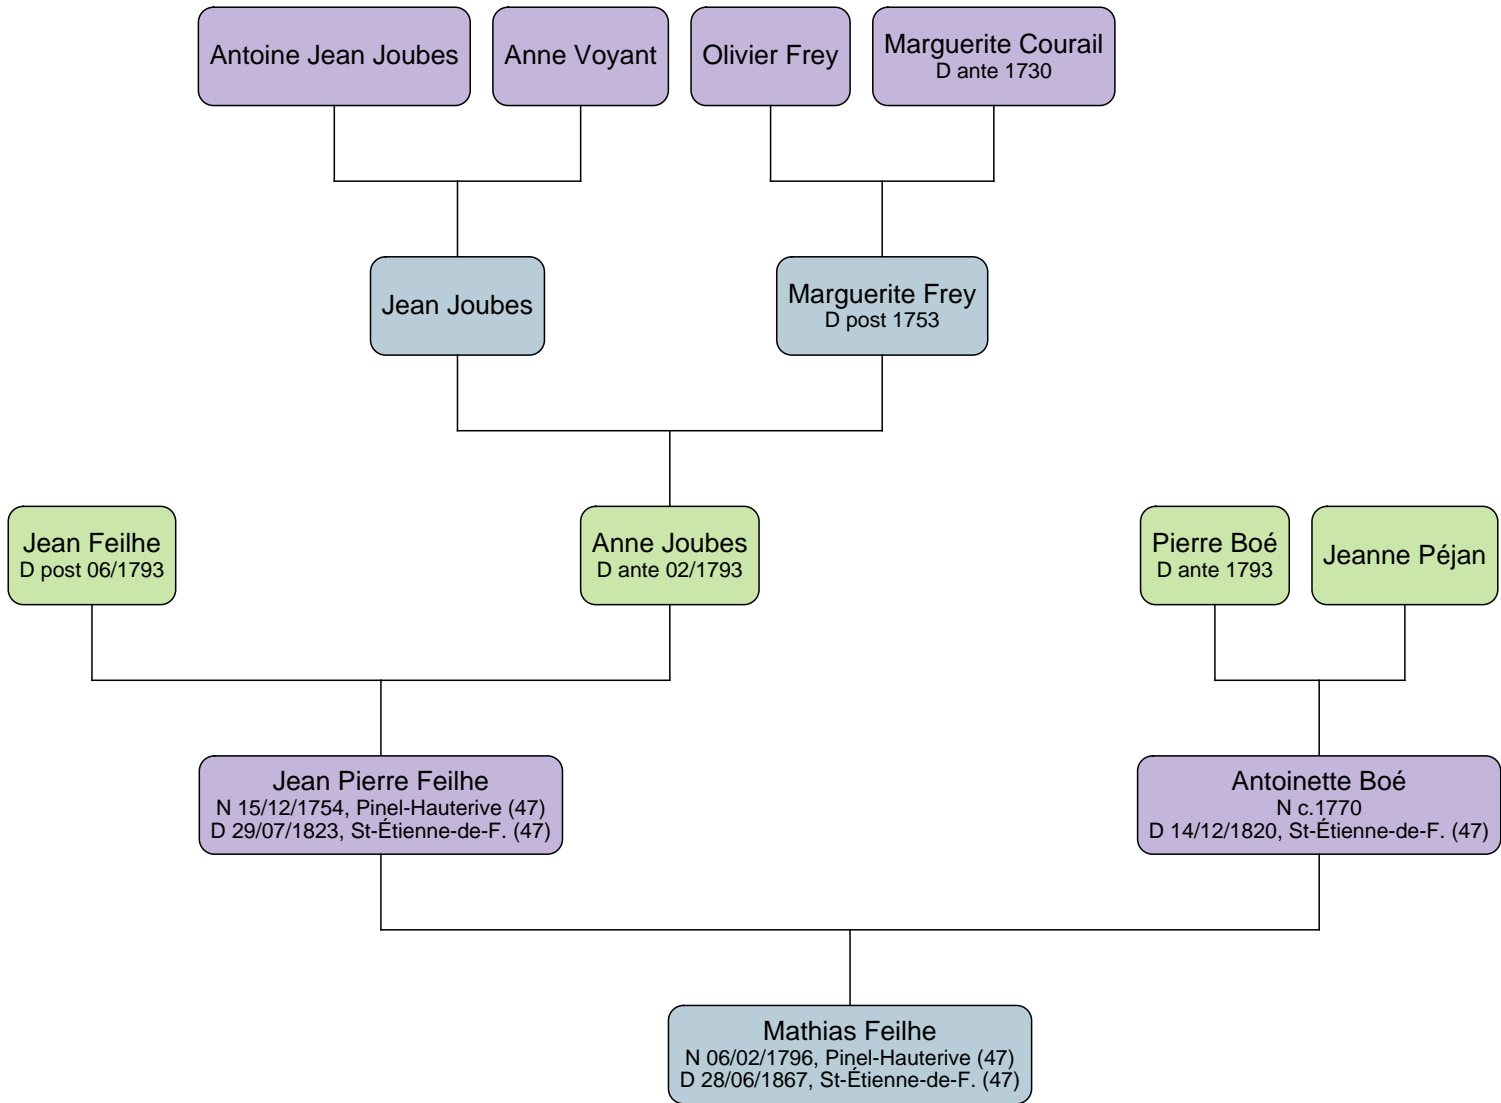 Antoine Jean Joubes
Anne Voyant
Olivier Frey
Marguerite Courail
D ante 1730
Jean Joubes
Marguerite Frey
D post 1753
Jean Feilhe
D post 06/1793
Anne Joubes
D ante 02/1793
Pierre Boé
D ante 1793
Jeanne Péjan
Jean Pierre Feilhe
N 15/12/1754, Pinel-Hauterive (47)
D 29/07/1823, St-Étienne-de-F. (47)
Antoinette Boé
N c.1770
D 14/12/1820, St-Étienne-de-F. (47)
Mathias Feilhe
N 06/02/1796, Pinel-Hauterive (47)
D 28/06/1867, St-Étienne-de-F. (47)